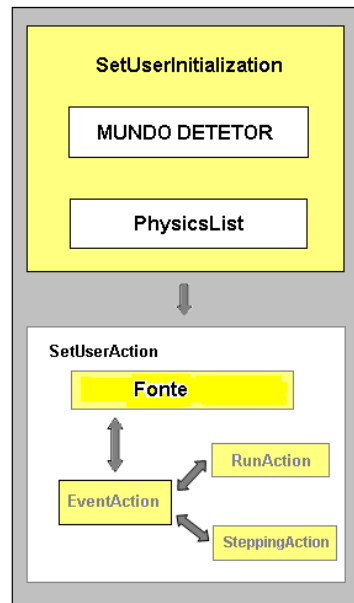 SetUserInitialization
MUNDO DETETOR
PhysicsList
SetUserAction
Fonte
RunAction
EventAction
SteppingAction